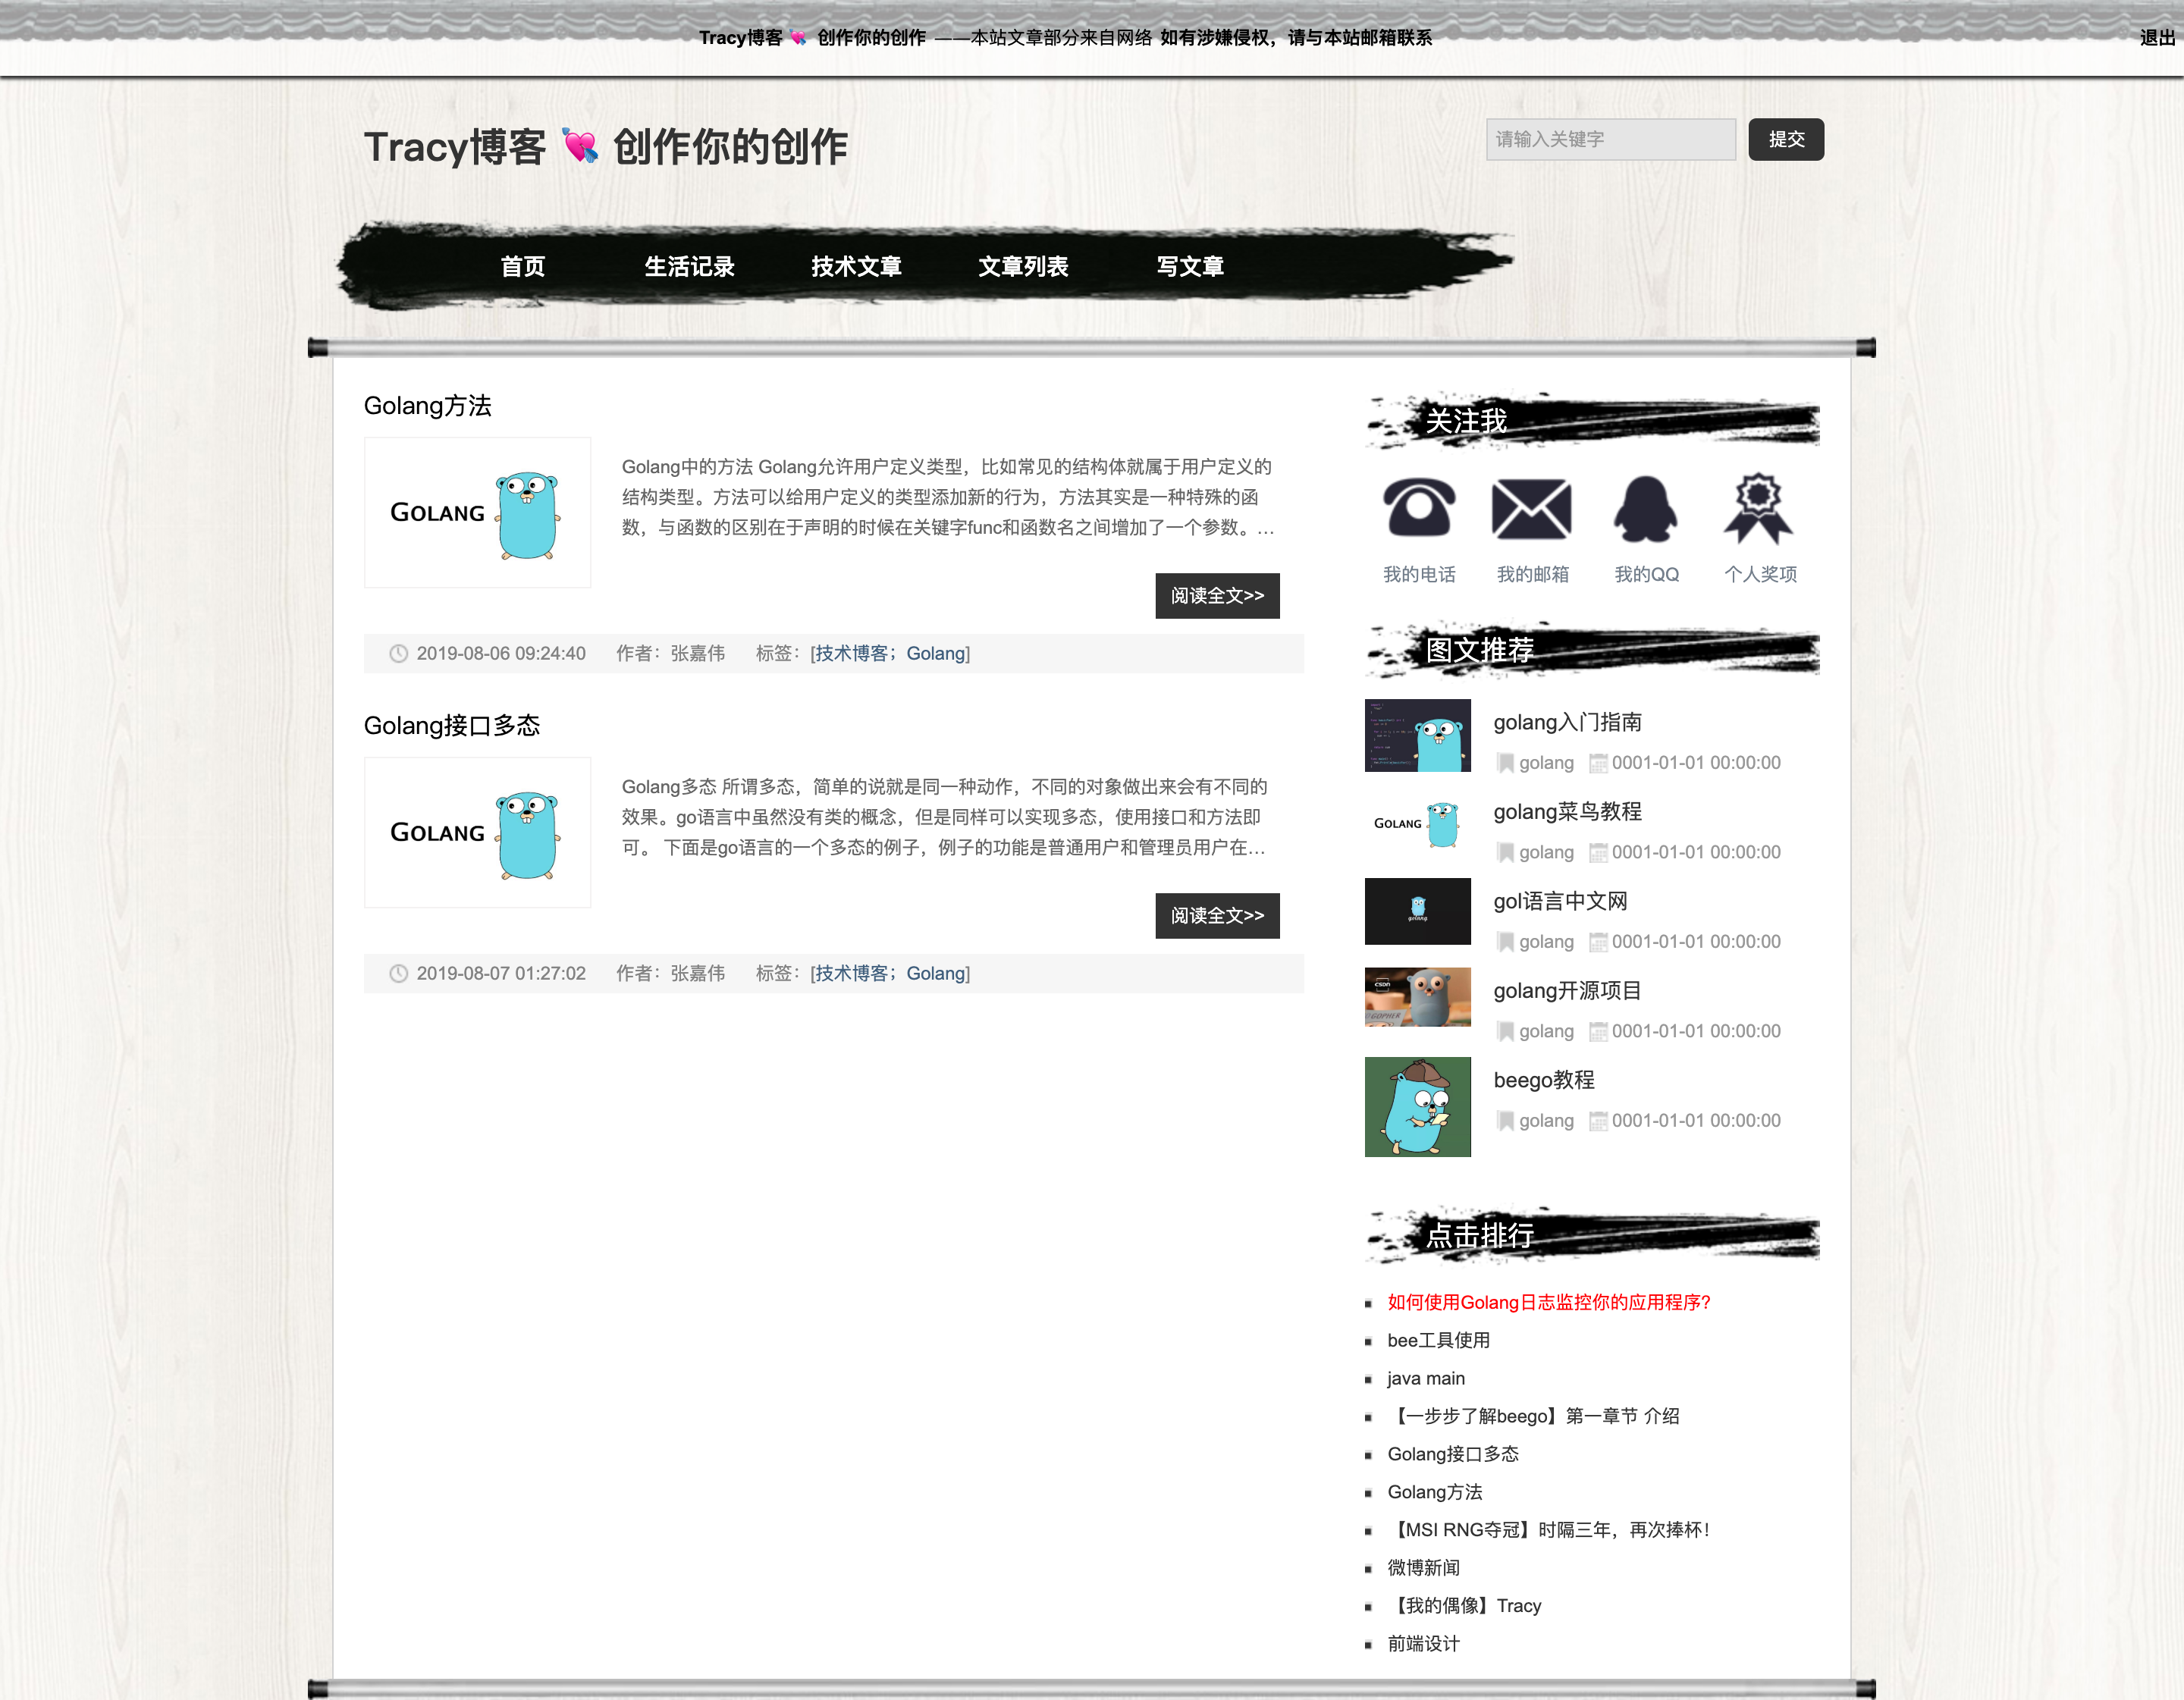 Tracy博客 💘 创作你的创作 ——本站文章部分来自网络 如有涉嫌侵权，请与本站邮箱联系
退出
Tracy博客 💘 创作你的创作
请输入关键字
提交
首页 生活记录 技术文章 文章列表 写文章
Golang方法
GOLANG
Golang中的方法 Golang允许用户定义类型，比如常见的结构体就属于用户定义的
结构类型。方法可以给用户定义的类型添加新的行为，方法其实是一种特殊的函
数，与函数的区别在于声明的时候在关键字func和函数名之间增加了一个参数。...
阅读全文>>
2019-08-06 09:24:40 作者：张嘉伟 标签：[技术博客；Golang]
Golang接口多态
GOLANG
Golang多态 所谓多态，简单的说就是同一种动作，不同的对象做出来会有不同的
效果。go语言中虽然没有类的概念，但是同样可以实现多态，使用接口和方法即
可。 下面是go语言的一个多态的例子，例子的功能是普通用户和管理员用户在...
阅读全文>>
2019-08-07 01:27:02 作者：张嘉伟 标签：[技术博客；Golang]
关注我
我的电话 我的邮箱 我的QQ 个人奖项
图文推荐
golang入门指南
golang 0001-01-01 00:00:00
GOLANG
golang菜鸟教程
golang 0001-01-01 00:00:00
golang
gol语言中文网
golang 0001-01-01 00:00:00
CSDN
GOPHER
golang开源项目
golang 0001-01-01 00:00:00
beego教程
golang 0001-01-01 00:00:00
点击排行
如何使用Golang日志监控你的应用程序?
bee工具使用
java main
【一步步了解beego】第一章节 介绍
Golang接口多态
Golang方法
【MSI RNG夺冠】时隔三年，再次捧杯！
微博新闻
【我的偶像】Tracy
前端设计